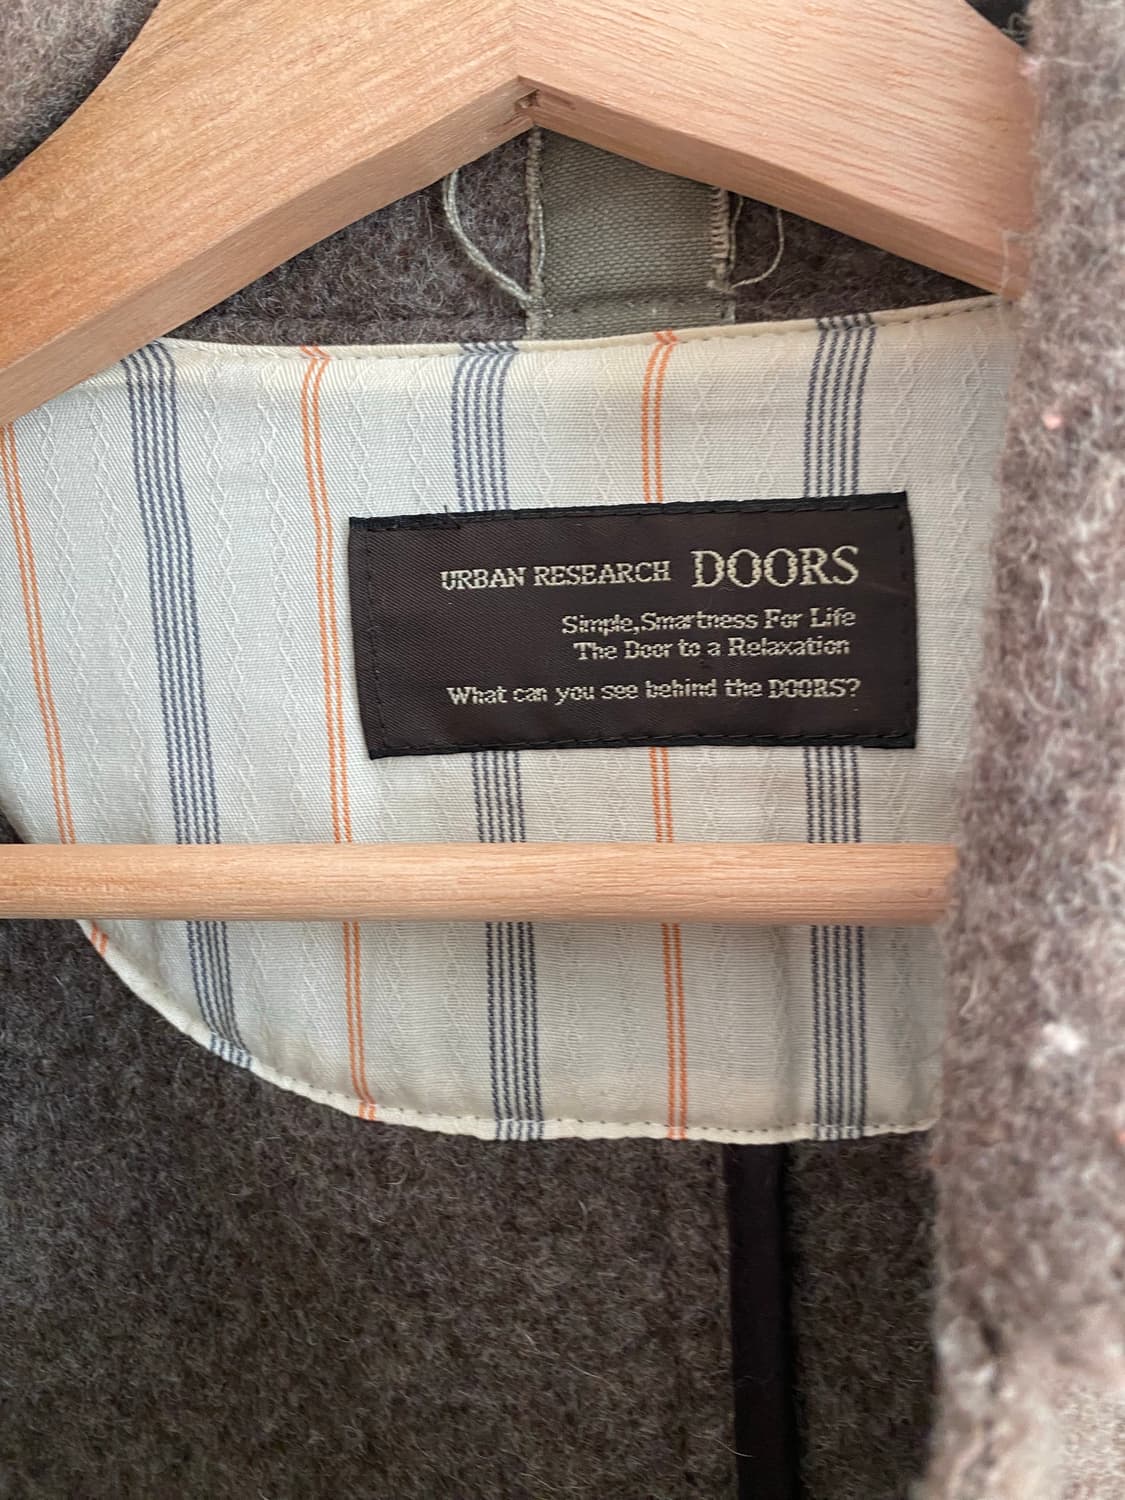 URBAN RESEARCH DOORS
Simple,Smartness For Life
The Door to a Relaxation
What can you see behind the DOORS?